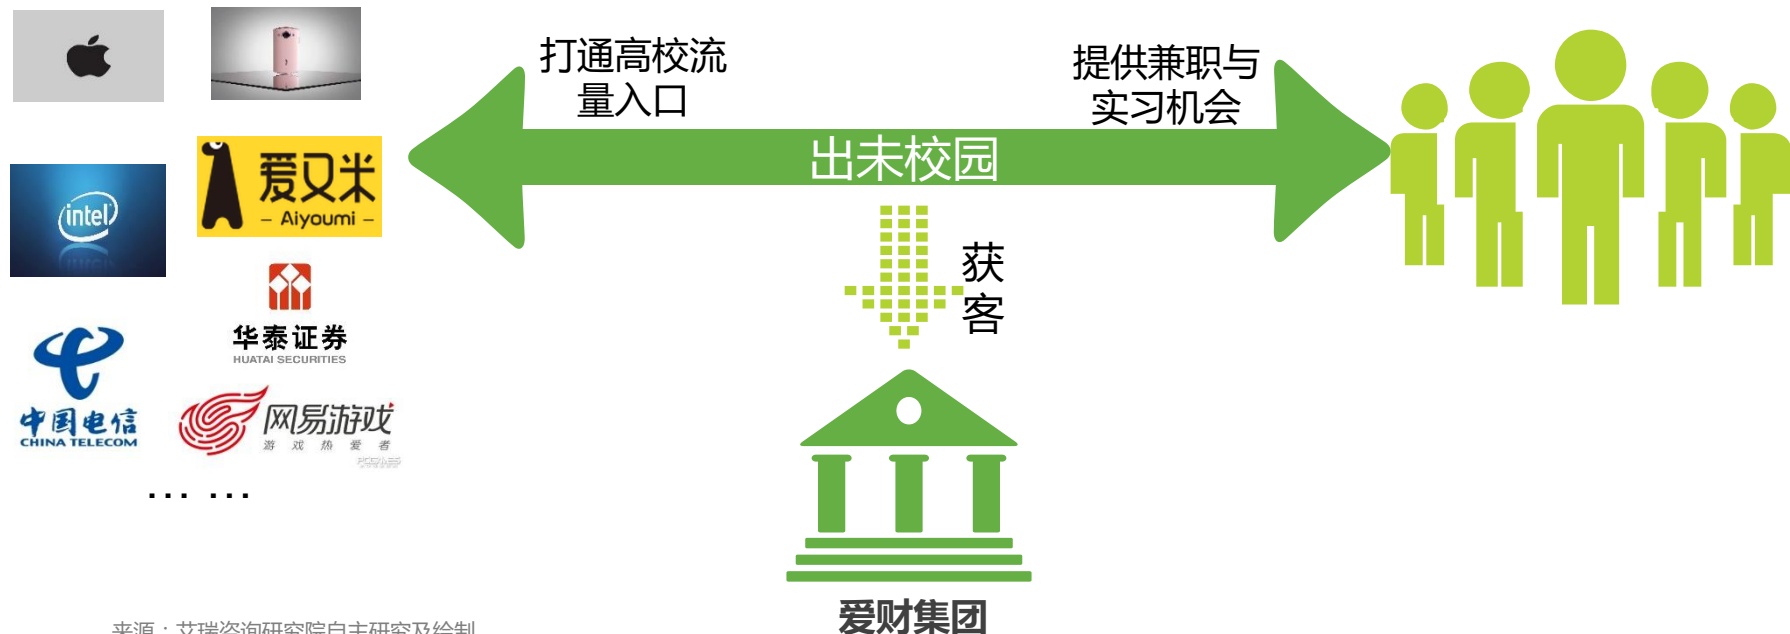 打通高校流
量入口
提供兼职与
实习机会
出未校园
intel
爱又米
– Aiyoumi –
获
客
华泰证券
HUATAI SECURITIES
中国电信
CHINA TELECOM
网易游戏
游戏热爱者
... ...
爱财集团
来源：艾瑞咨询研究院自主研究及绘制